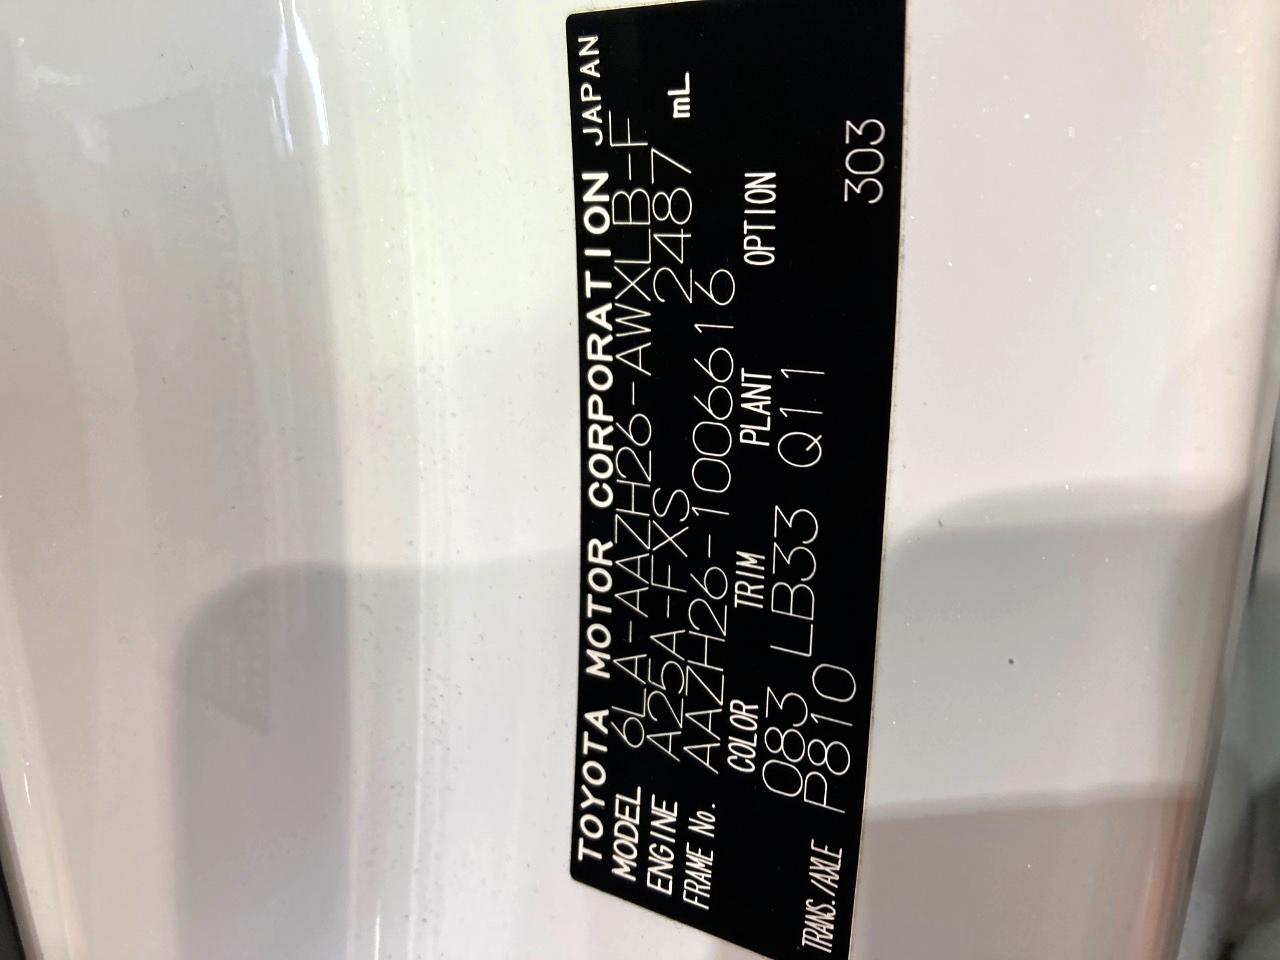 TOYOTA MOTOR CORPORATION JAPAN
MODEL 6LA-AAZH26-AWXLB-F
ENGINE A25A-FXS 2487 mL
FRAME No. AAZH26-1006616
COLOR TRIM PLANT OPTION
083 LB33 Q11
TRANS./AXLE P810 303